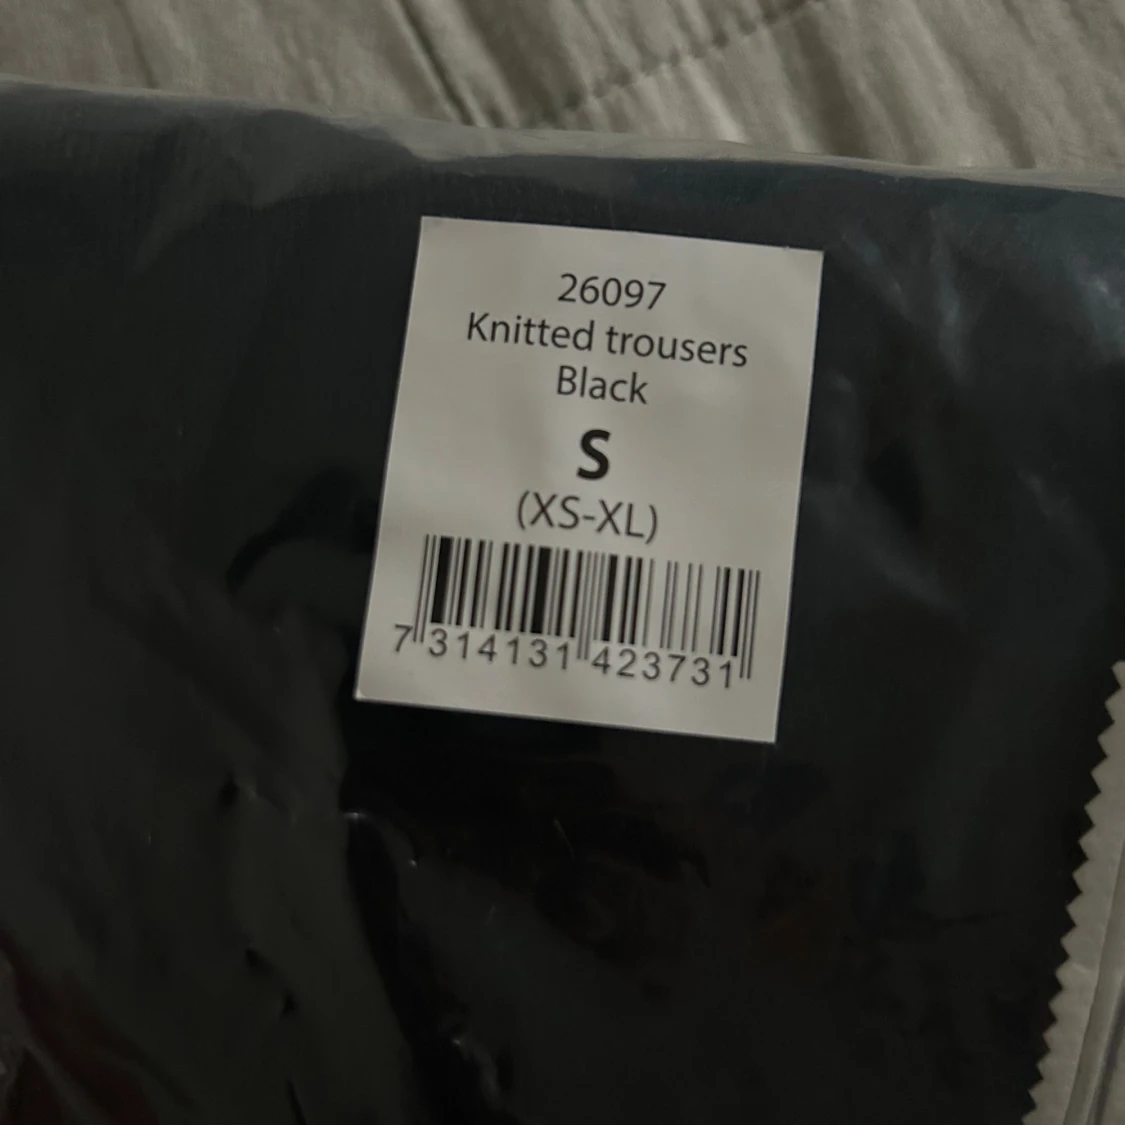 26097
Knitted trousers
Black
S
(XS-XL)
7 314131 423731